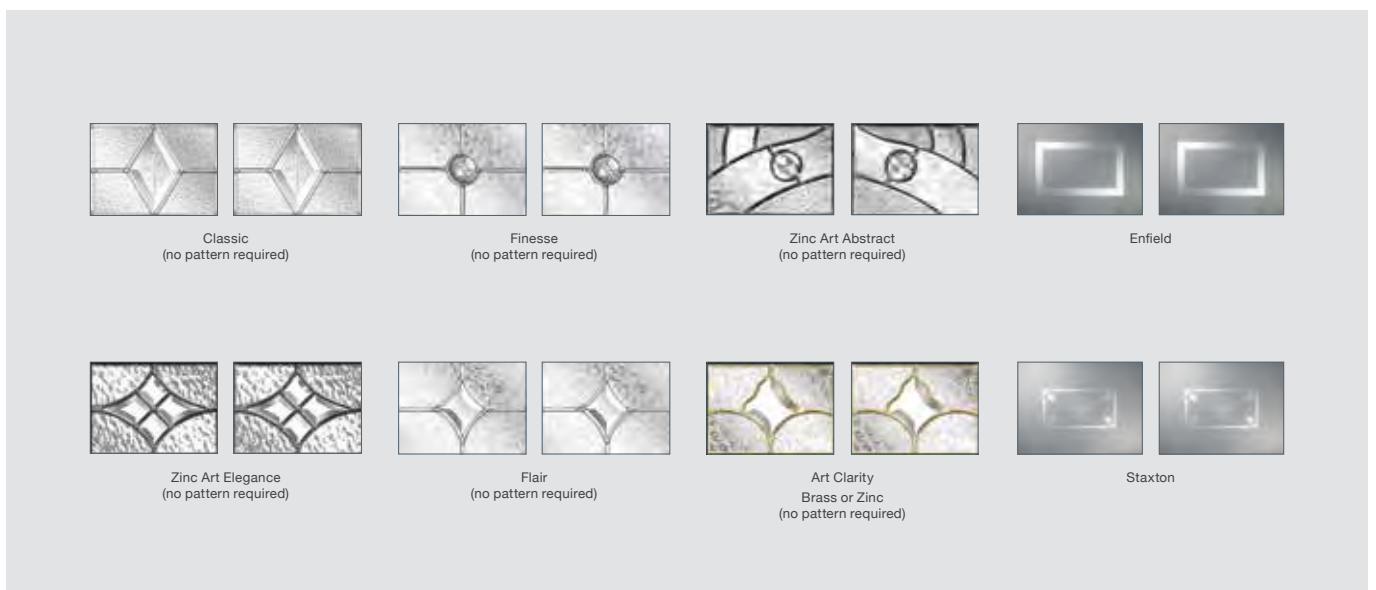 Classic
(no pattern required)
Finesse
(no pattern required)
Zinc Art Abstract
(no pattern required)
Enfield
Zinc Art Elegance
(no pattern required)
Flair
(no pattern required)
Art Clarity
Brass or Zinc
(no pattern required)
Staxton